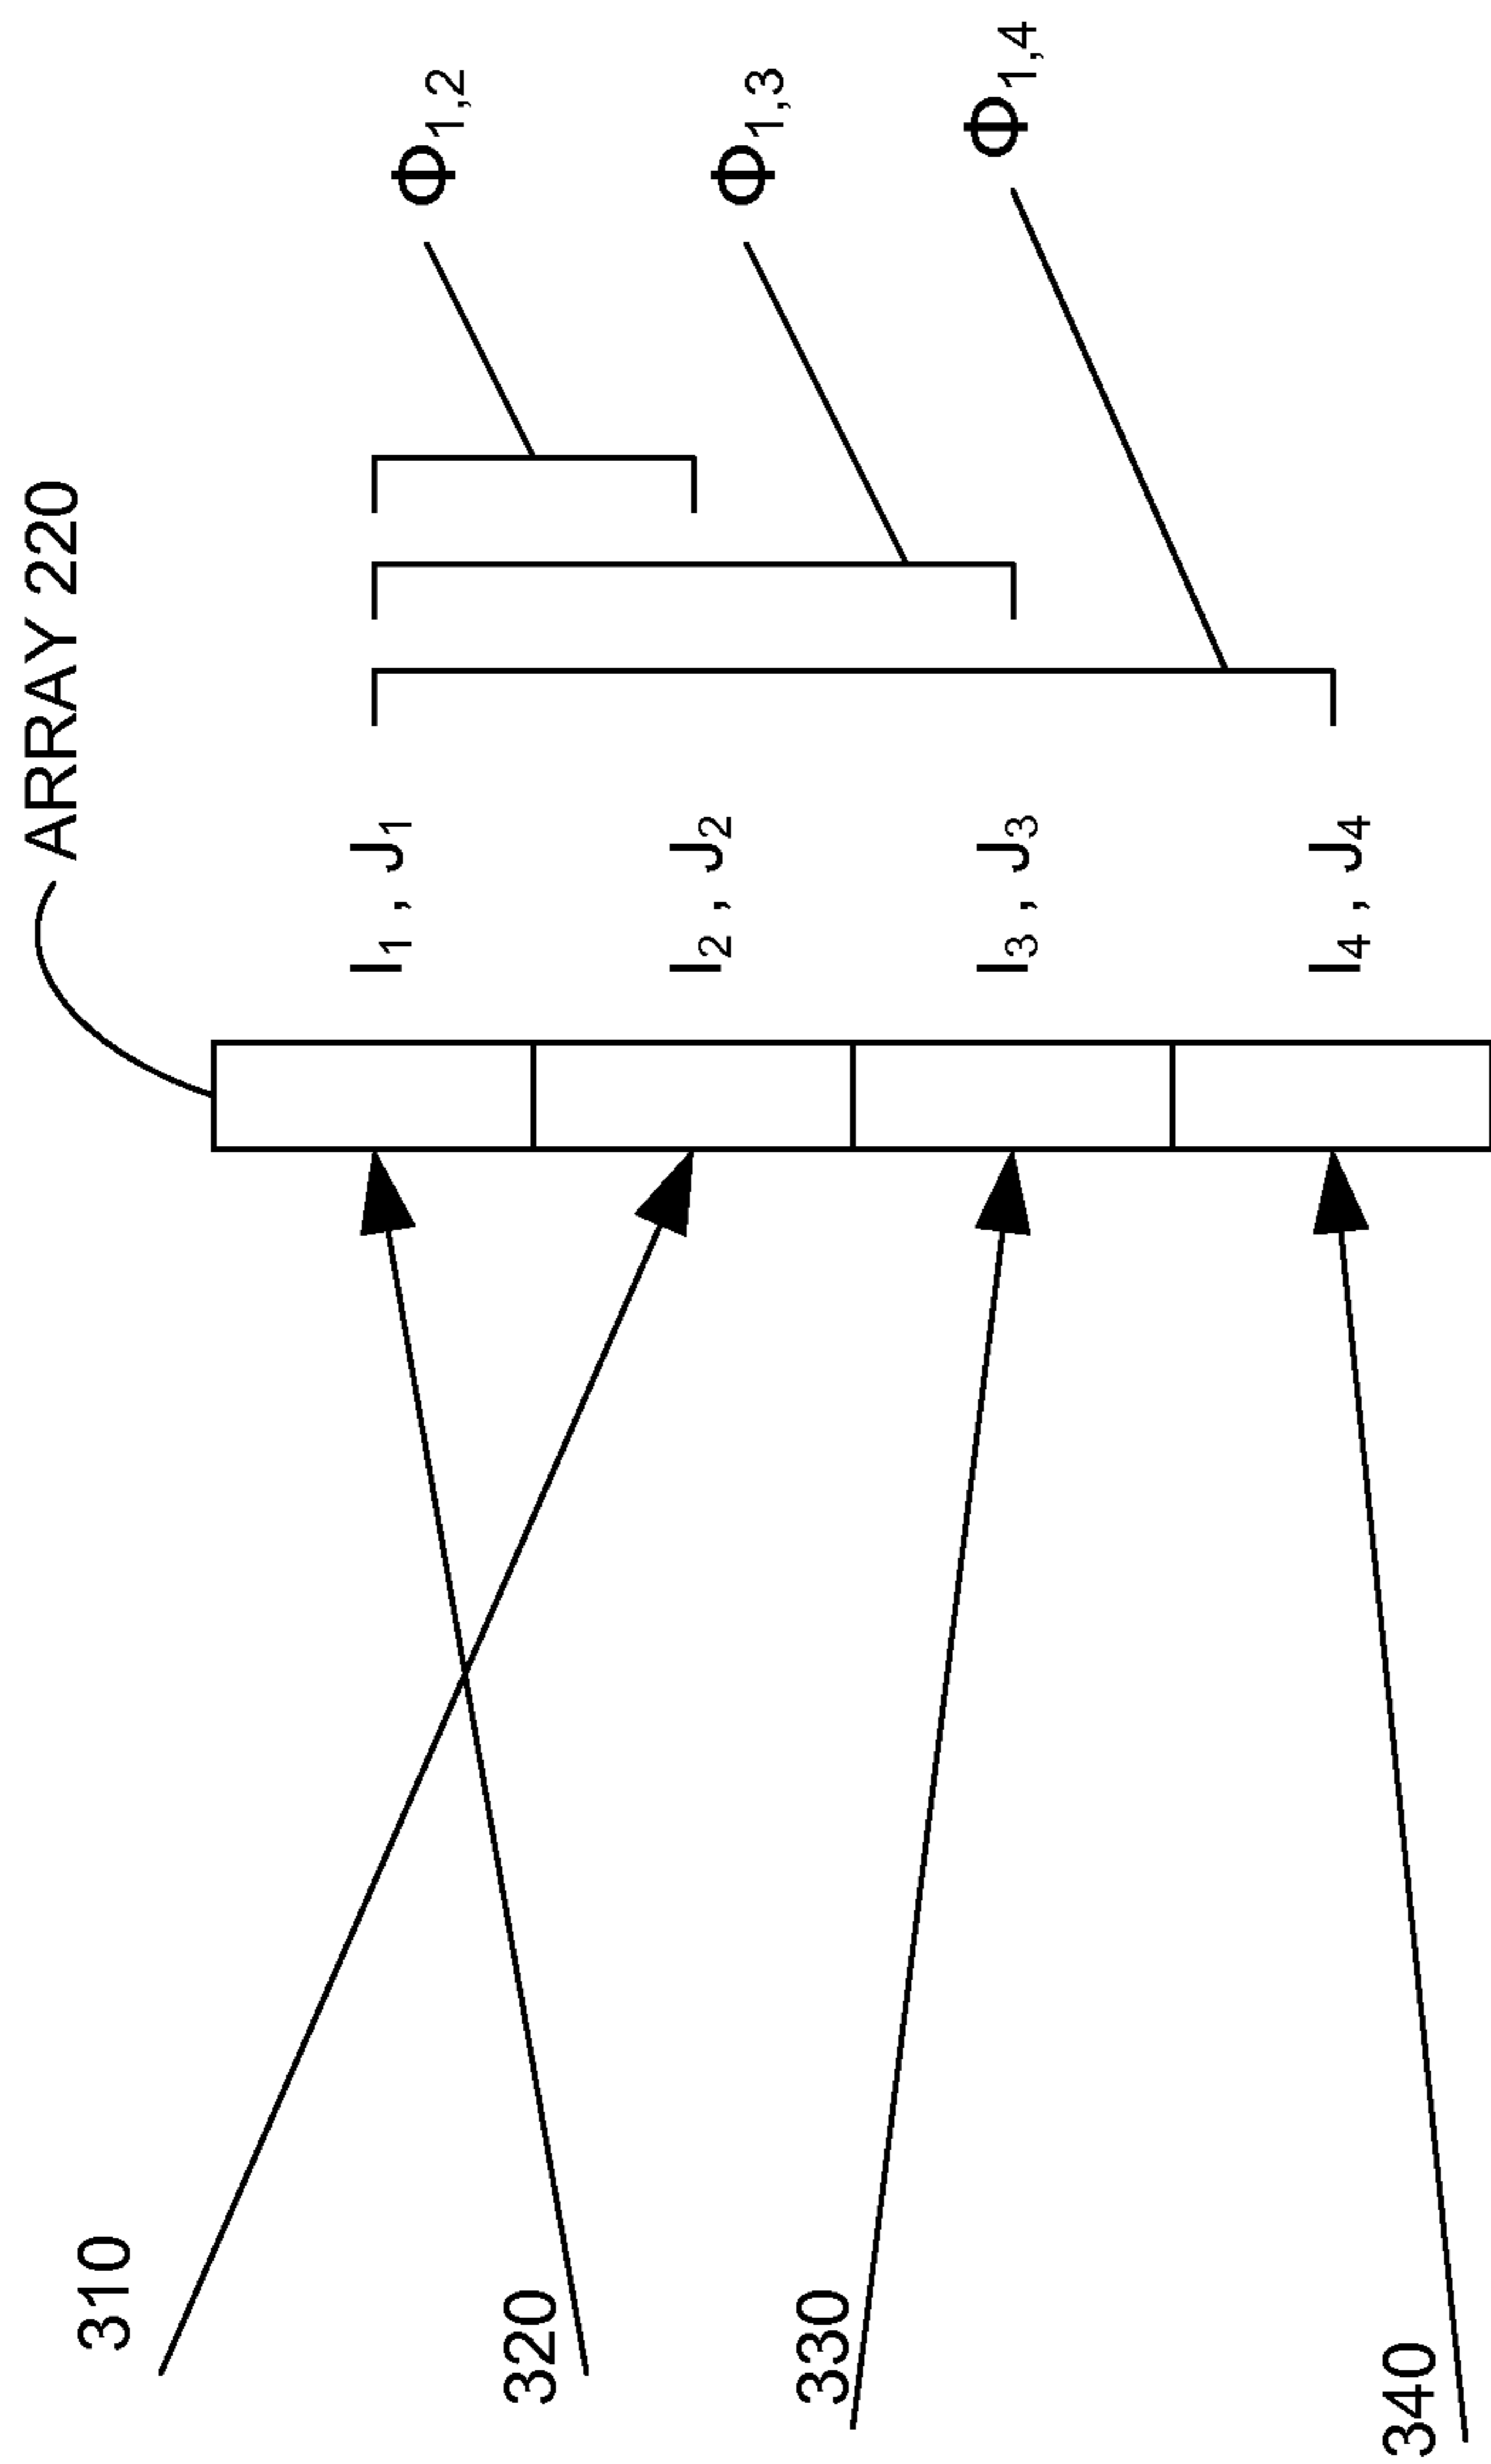 ARRAY 220
310
320
330
340
I1 , J1
I2 , J2
I3 , J3
I4 , J4
Φ1,2
Φ1,3
Φ1,4